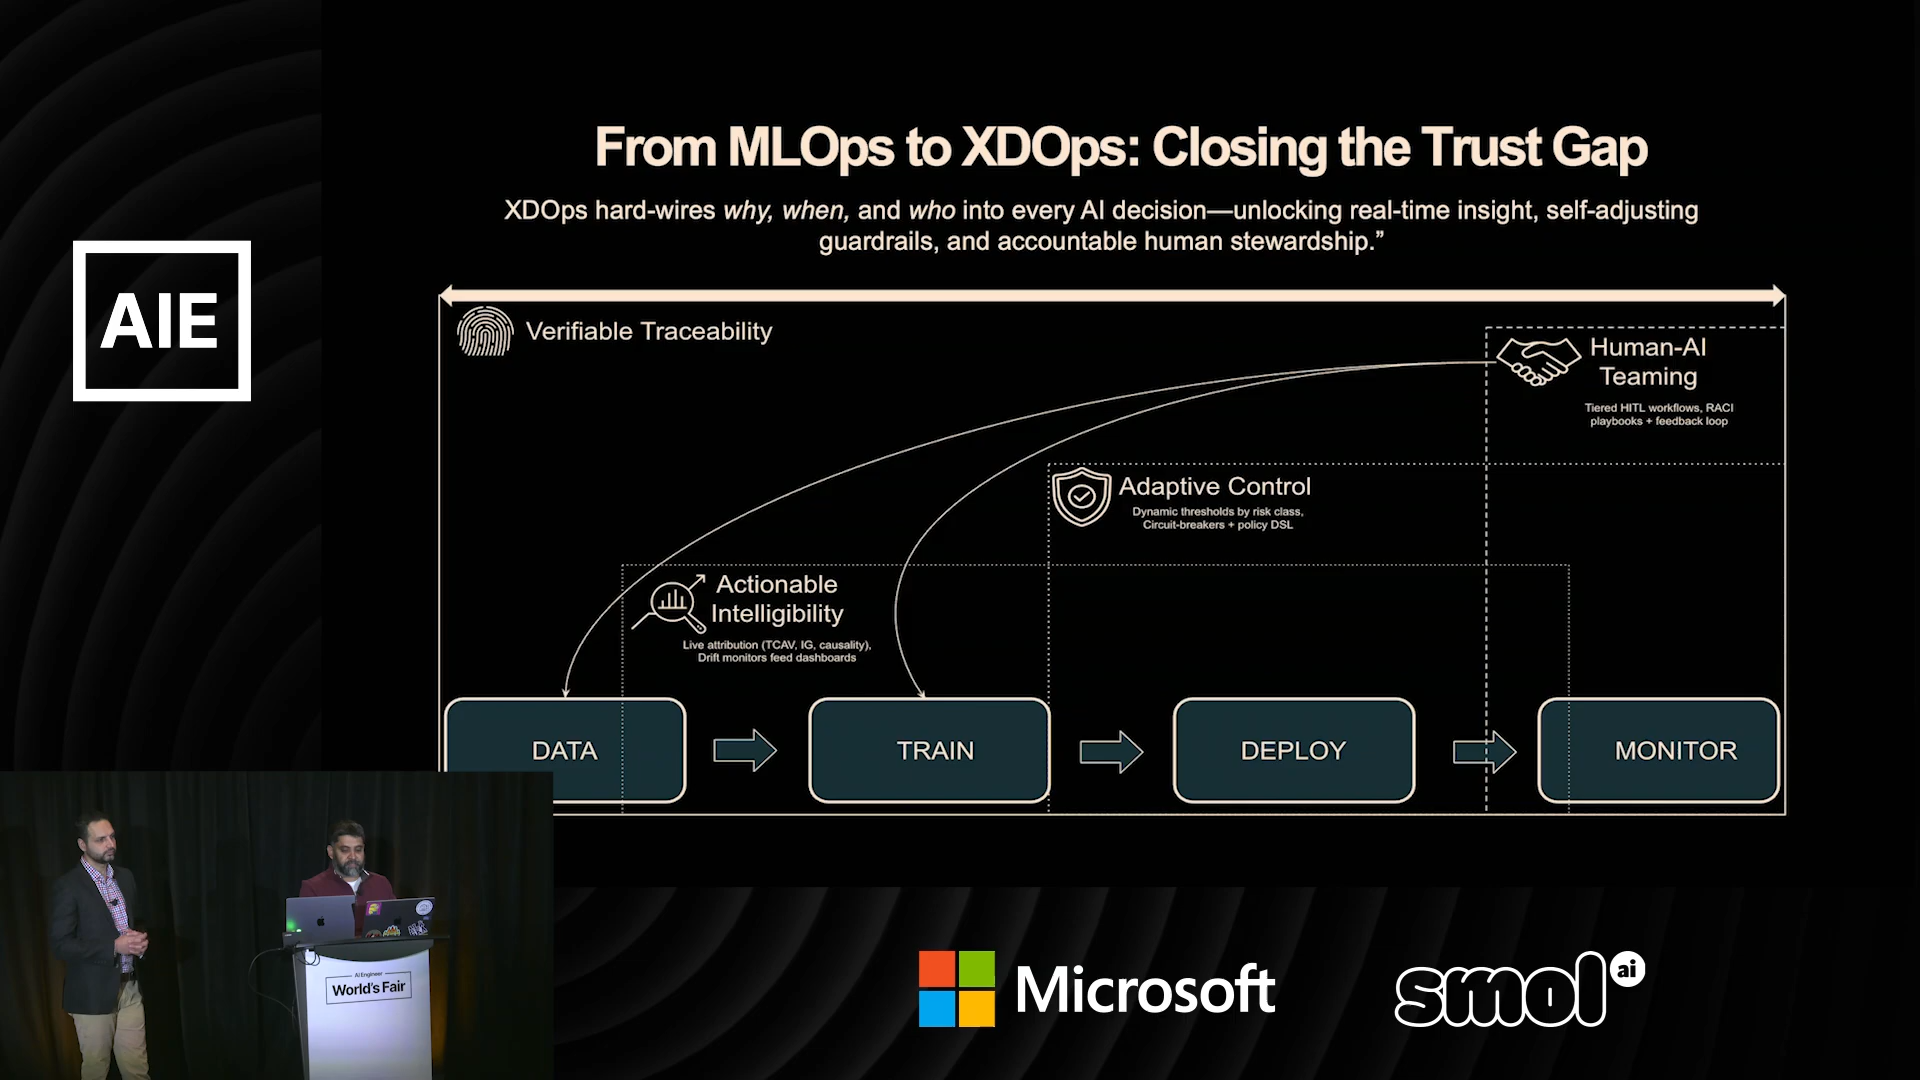 From MLOps to XDOps: Closing the Trust Gap
XDOps hard-wires why, when, and who into every AI decision—unlocking real-time insight, self-adjusting
guardrails, and accountable human stewardship.”
AIE
Verifiable Traceability
Human-AI
Teaming
Tiered HITL workflows, RACI
playbooks + feedback loop
Adaptive Control
Dynamic thresholds by risk class,
Circuit-breakers + policy DSL
Actionable
Intelligibility
Live attribution (TCAV, IG, causality),
Drift monitors feed dashboards
DATA
TRAIN
DEPLOY
MONITOR
AI Engineer
World's Fair
Microsoft
smol ai